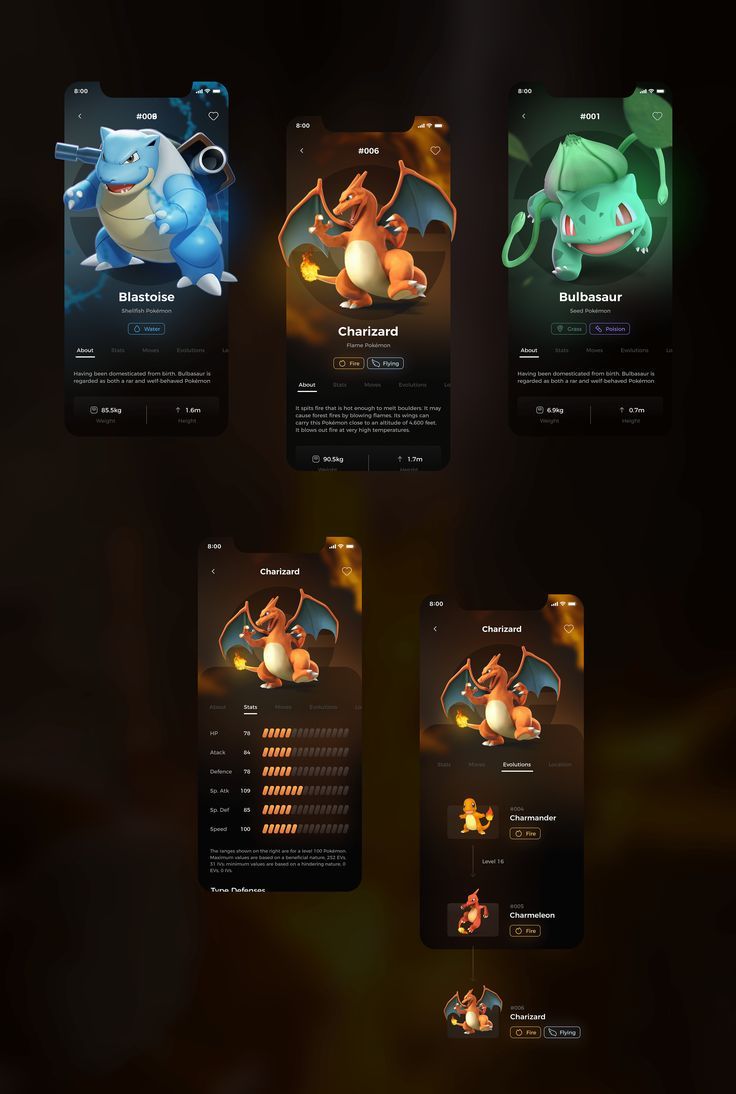 8:00
#009
Blastoise
Shellfish Pokémon
Water
About Stats Moves Evolutions Lo
Having been domesticated from birth. Bulbasaur is
regarded as both a rar and well-behaved Pokémon
85.5kg 1.6m
Weight Height
8:00
#006
Charizard
Flame Pokémon
Fire Flying
About Stats Moves Evolutions Lo
It spits fire that is hot enough to melt boulders. It may
cause forest fires by blowing flames. Its wings can
carry this Pokémon close to an altitude of 4.600 feet.
It blows out fire at very high temperatures.
90.5kg 1.7m
Weight Height
8:00
#001
Bulbasaur
Seed Pokémon
Grass Poision
About Stats Moves Evolutions Lo
Having been domesticated from birth. Bulbasaur is
regarded as both a rar and well-behaved Pokémon
6.9kg 0.7m
Weight Height
8:00
Charizard
About Stats Moves Evolutions Lo
HP 78
Atack 84
Defence 78
Sp. Atk 109
Sp. Def 85
Speed 100
The ranges shown on the right are for a level 100 Pokémon.
Maximum values are based on a beneficial nature, 252 EVs,
31 IVs; minimum values are based on a hindering nature, 0
EVs, 0 IVs.
Type Defenses
8:00
Charizard
Stats Moves Evolutions Location
#004
Charmander
Fire
Level 16
#005
Charmeleon
Fire
#006
Charizard
Fire Flying